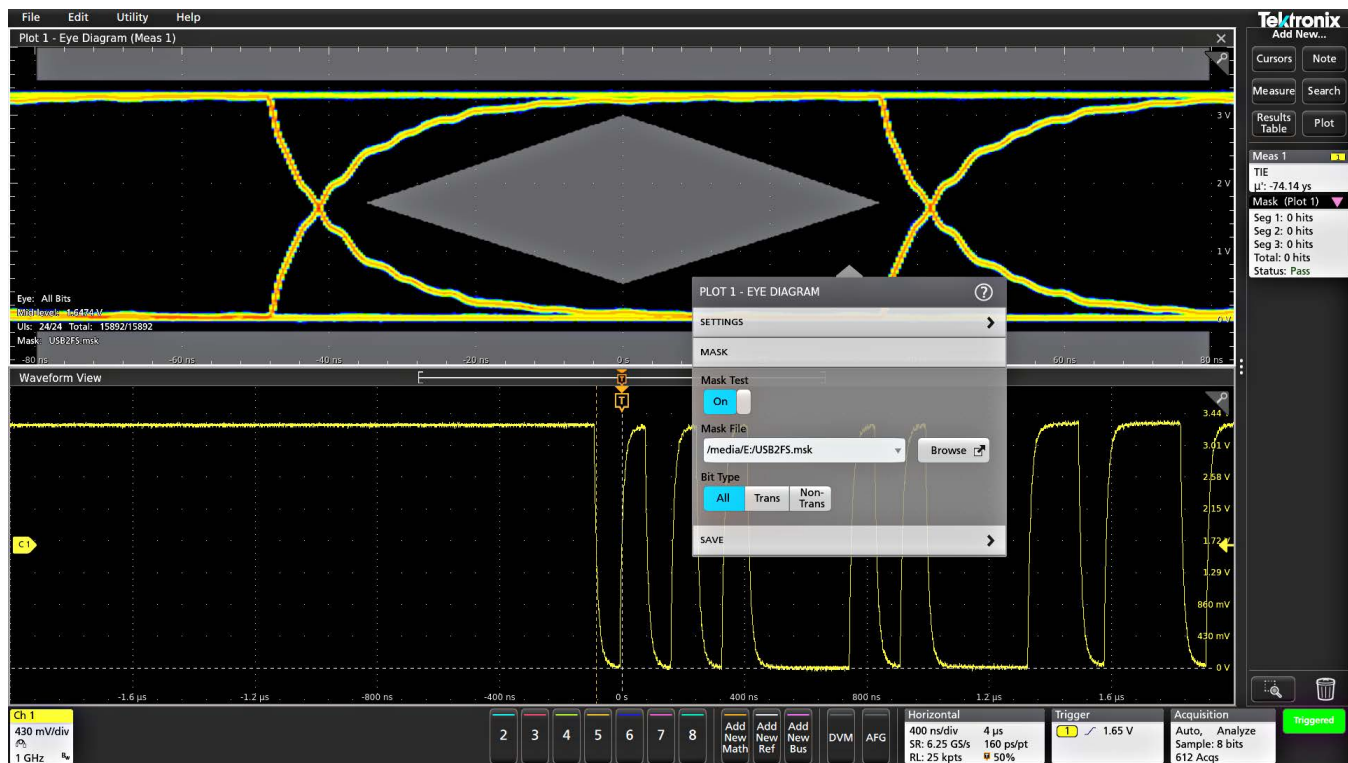 File Edit Utility Help
Tektronix
Add New...
Plot 1 - Eye Diagram (Meas 1)
Cursors Note
Measure Search
Results Table Plot
3 V
2 V
1 V
0 V
Meas 1
TIE
µ': -74.14 ys
Mask (Plot 1)
Seg 1: 0 hits
Seg 2: 0 hits
Seg 3: 0 hits
Total: 0 hits
Status: Pass
Eye: All Bits
Mid level: 1.6474 V
UIs: 24/24 Total: 15892/15892
Mask: USB2FS.msk
-80 ns -60 ns -40 ns -20 ns 0 s 60 ns 80 ns
PLOT 1 - EYE DIAGRAM ?
SETTINGS
MASK
Mask Test
On
Mask File
/media/E:/USB2FS.msk Browse
Bit Type
All Trans Non-Trans
SAVE
Waveform View
T
C1
3.44
3.01 V
2.58 V
2.15 V
1.72
1.29 V
860 mV
430 mV
0 V
-1.6 µs -1.2 µs -800 ns -400 ns 0 s 400 ns 800 ns 1.2 µs 1.6 µs
Ch 1
430 mV/div
1 GHz
2 3 4 5 6 7 8
Add New Math
Add New Ref
Add New Bus
DVM AFG
Horizontal
400 ns/div 4 µs
SR: 6.25 GS/s 160 ps/pt
RL: 25 kpts 50%
Trigger
1 1.65 V
Acquisition
Auto, Analyze
Sample: 8 bits
612 Acqs
Triggered